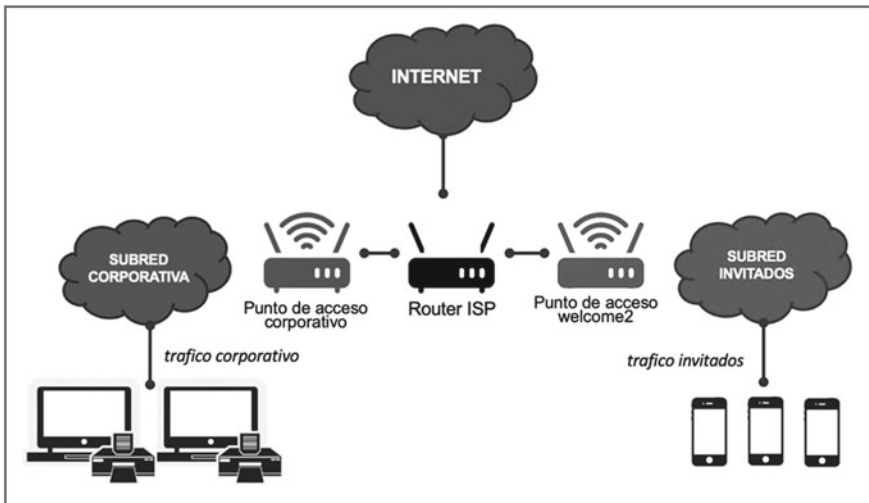 INTERNET
SUBRED
CORPORATIVA
SUBRED
INVITADOS
Punto de acceso
corporativo
Router ISP
Punto de acceso
welcome2
trafico corporativo
trafico invitados